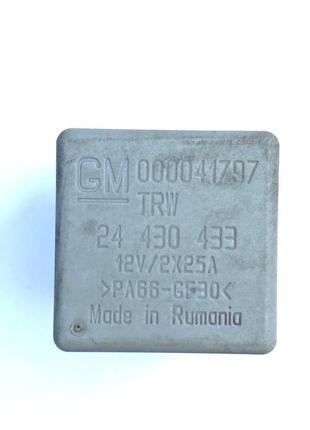 GM 000041797
TRW
24 430 433
12V/2X25A
>PA66-GF30<
Made in Rumania